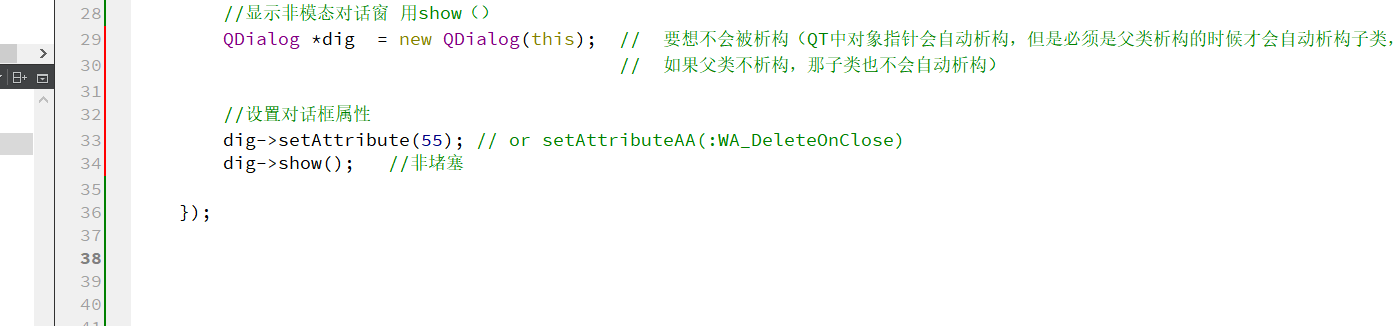 28 //显示非模态对话窗 用show（）
29 QDialog *dig = new QDialog(this); // 要想不会被析构（QT中对象指针会自动析构，但是必须是父类析构的时候才会自动析构子类，
30 // 如果父类不析构，那子类也不会自动析构）
31
32 //设置对话框属性
33 dig->setAttribute(55); // or setAttributeAA(:WA_DeleteOnClose)
34 dig->show(); //非堵塞
35
36 });
37
38
39
40
41